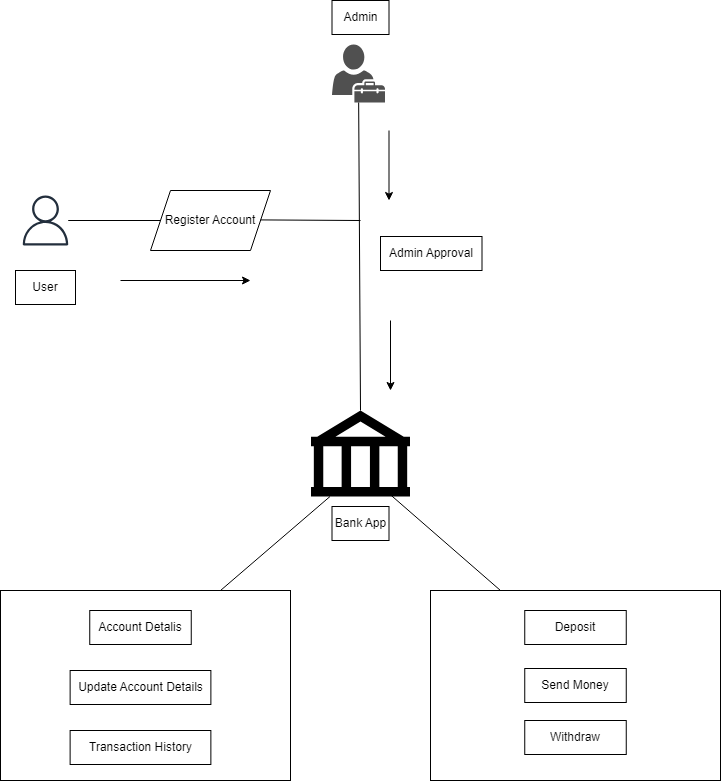 Admin
Register Account
Admin Approval
User
Bank App
Account Detalis
Update Account Details
Transaction History
Deposit
Send Money
Withdraw